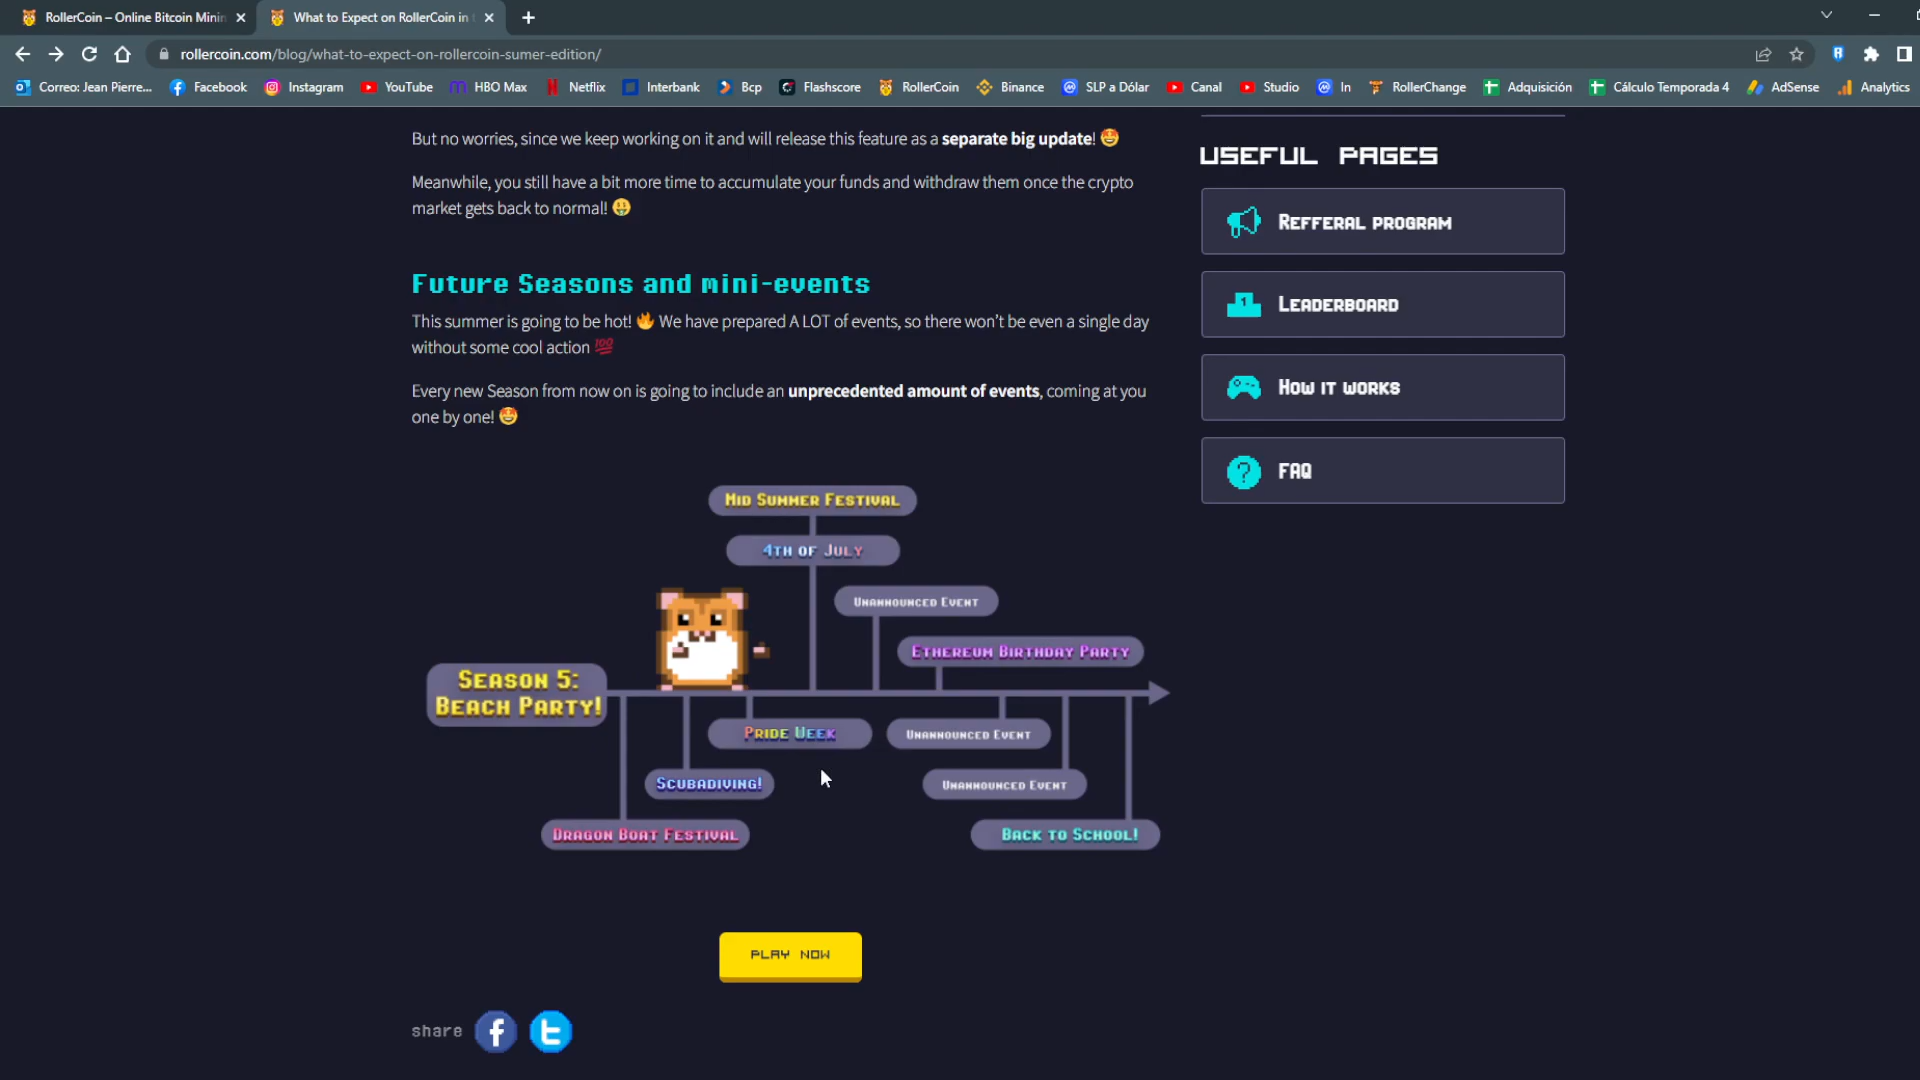 RollerCoin – Online Bitcoin Minin
What to Expect on RollerCoin in
rollercoin.com/blog/what-to-expect-on-rollercoin-sumer-edition/
Correo: Jean Pierre...
Facebook
Instagram
YouTube
HBO Max
Netflix
Interbank
Bcp
Flashscore
RollerCoin
Binance
SLP a Dólar
Canal
Studio
In
RollerChange
Adquisición
Cálculo Temporada 4
AdSense
Analytics
But no worries, since we keep working on it and will release this feature as a separate big update! 🤩
Meanwhile, you still have a bit more time to accumulate your funds and withdraw them once the crypto
market gets back to normal! 🤑
Future Seasons and mini-events
This summer is going to be hot! 🔥 We have prepared A LOT of events, so there won't be even a single day
without some cool action 💯
Every new Season from now on is going to include an unprecedented amount of events, coming at you
one by one! 🤩
Mid Summer Festival
4th of July
Unannounced Event
Ethereum Birthday Party
Season 5:
Beach Party!
Pride Week
Unannounced Event
Scubadiving!
Unannounced Event
Dragon Boat Festival
Back to School!
PLAY NOW
share
USEFUL PAGES
Refferal program
1
Leaderboard
How it works
?
FAQ